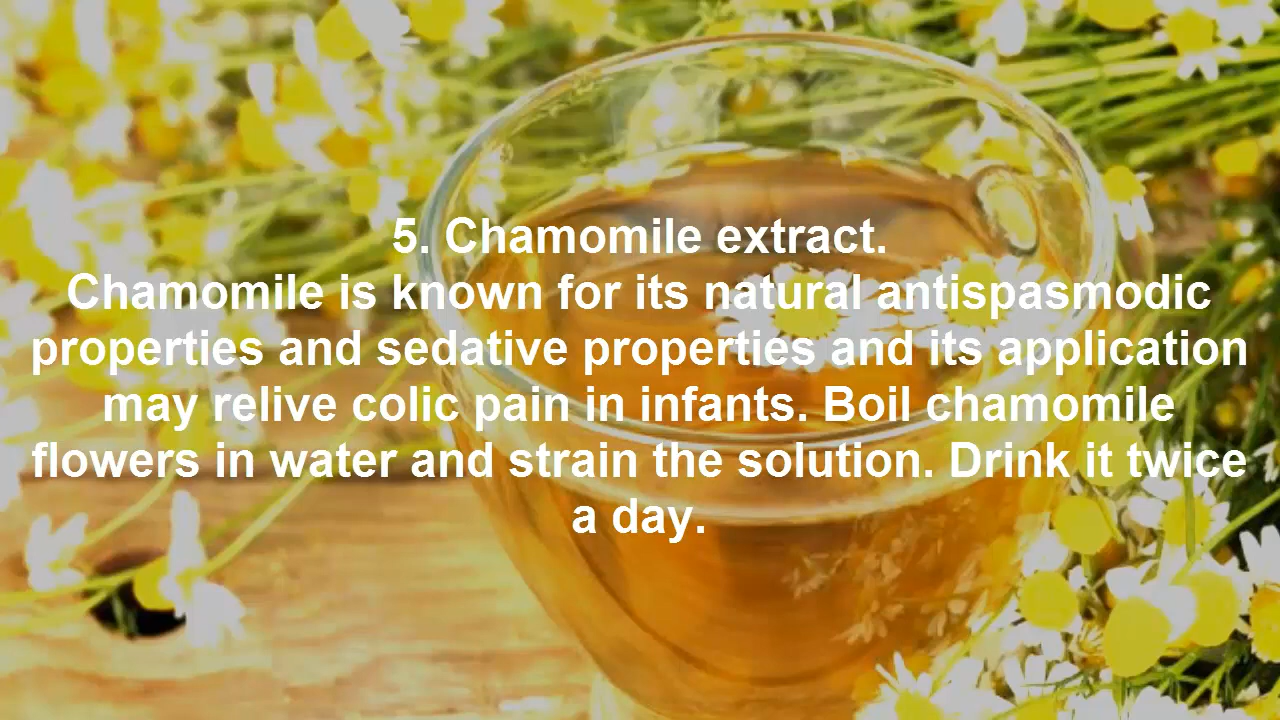 5. Chamomile extract.
Chamomile is known for its natural antispasmodic
properties and sedative properties and its application
may relive colic pain in infants. Boil chamomile
flowers in water and strain the solution. Drink it twice
a day.